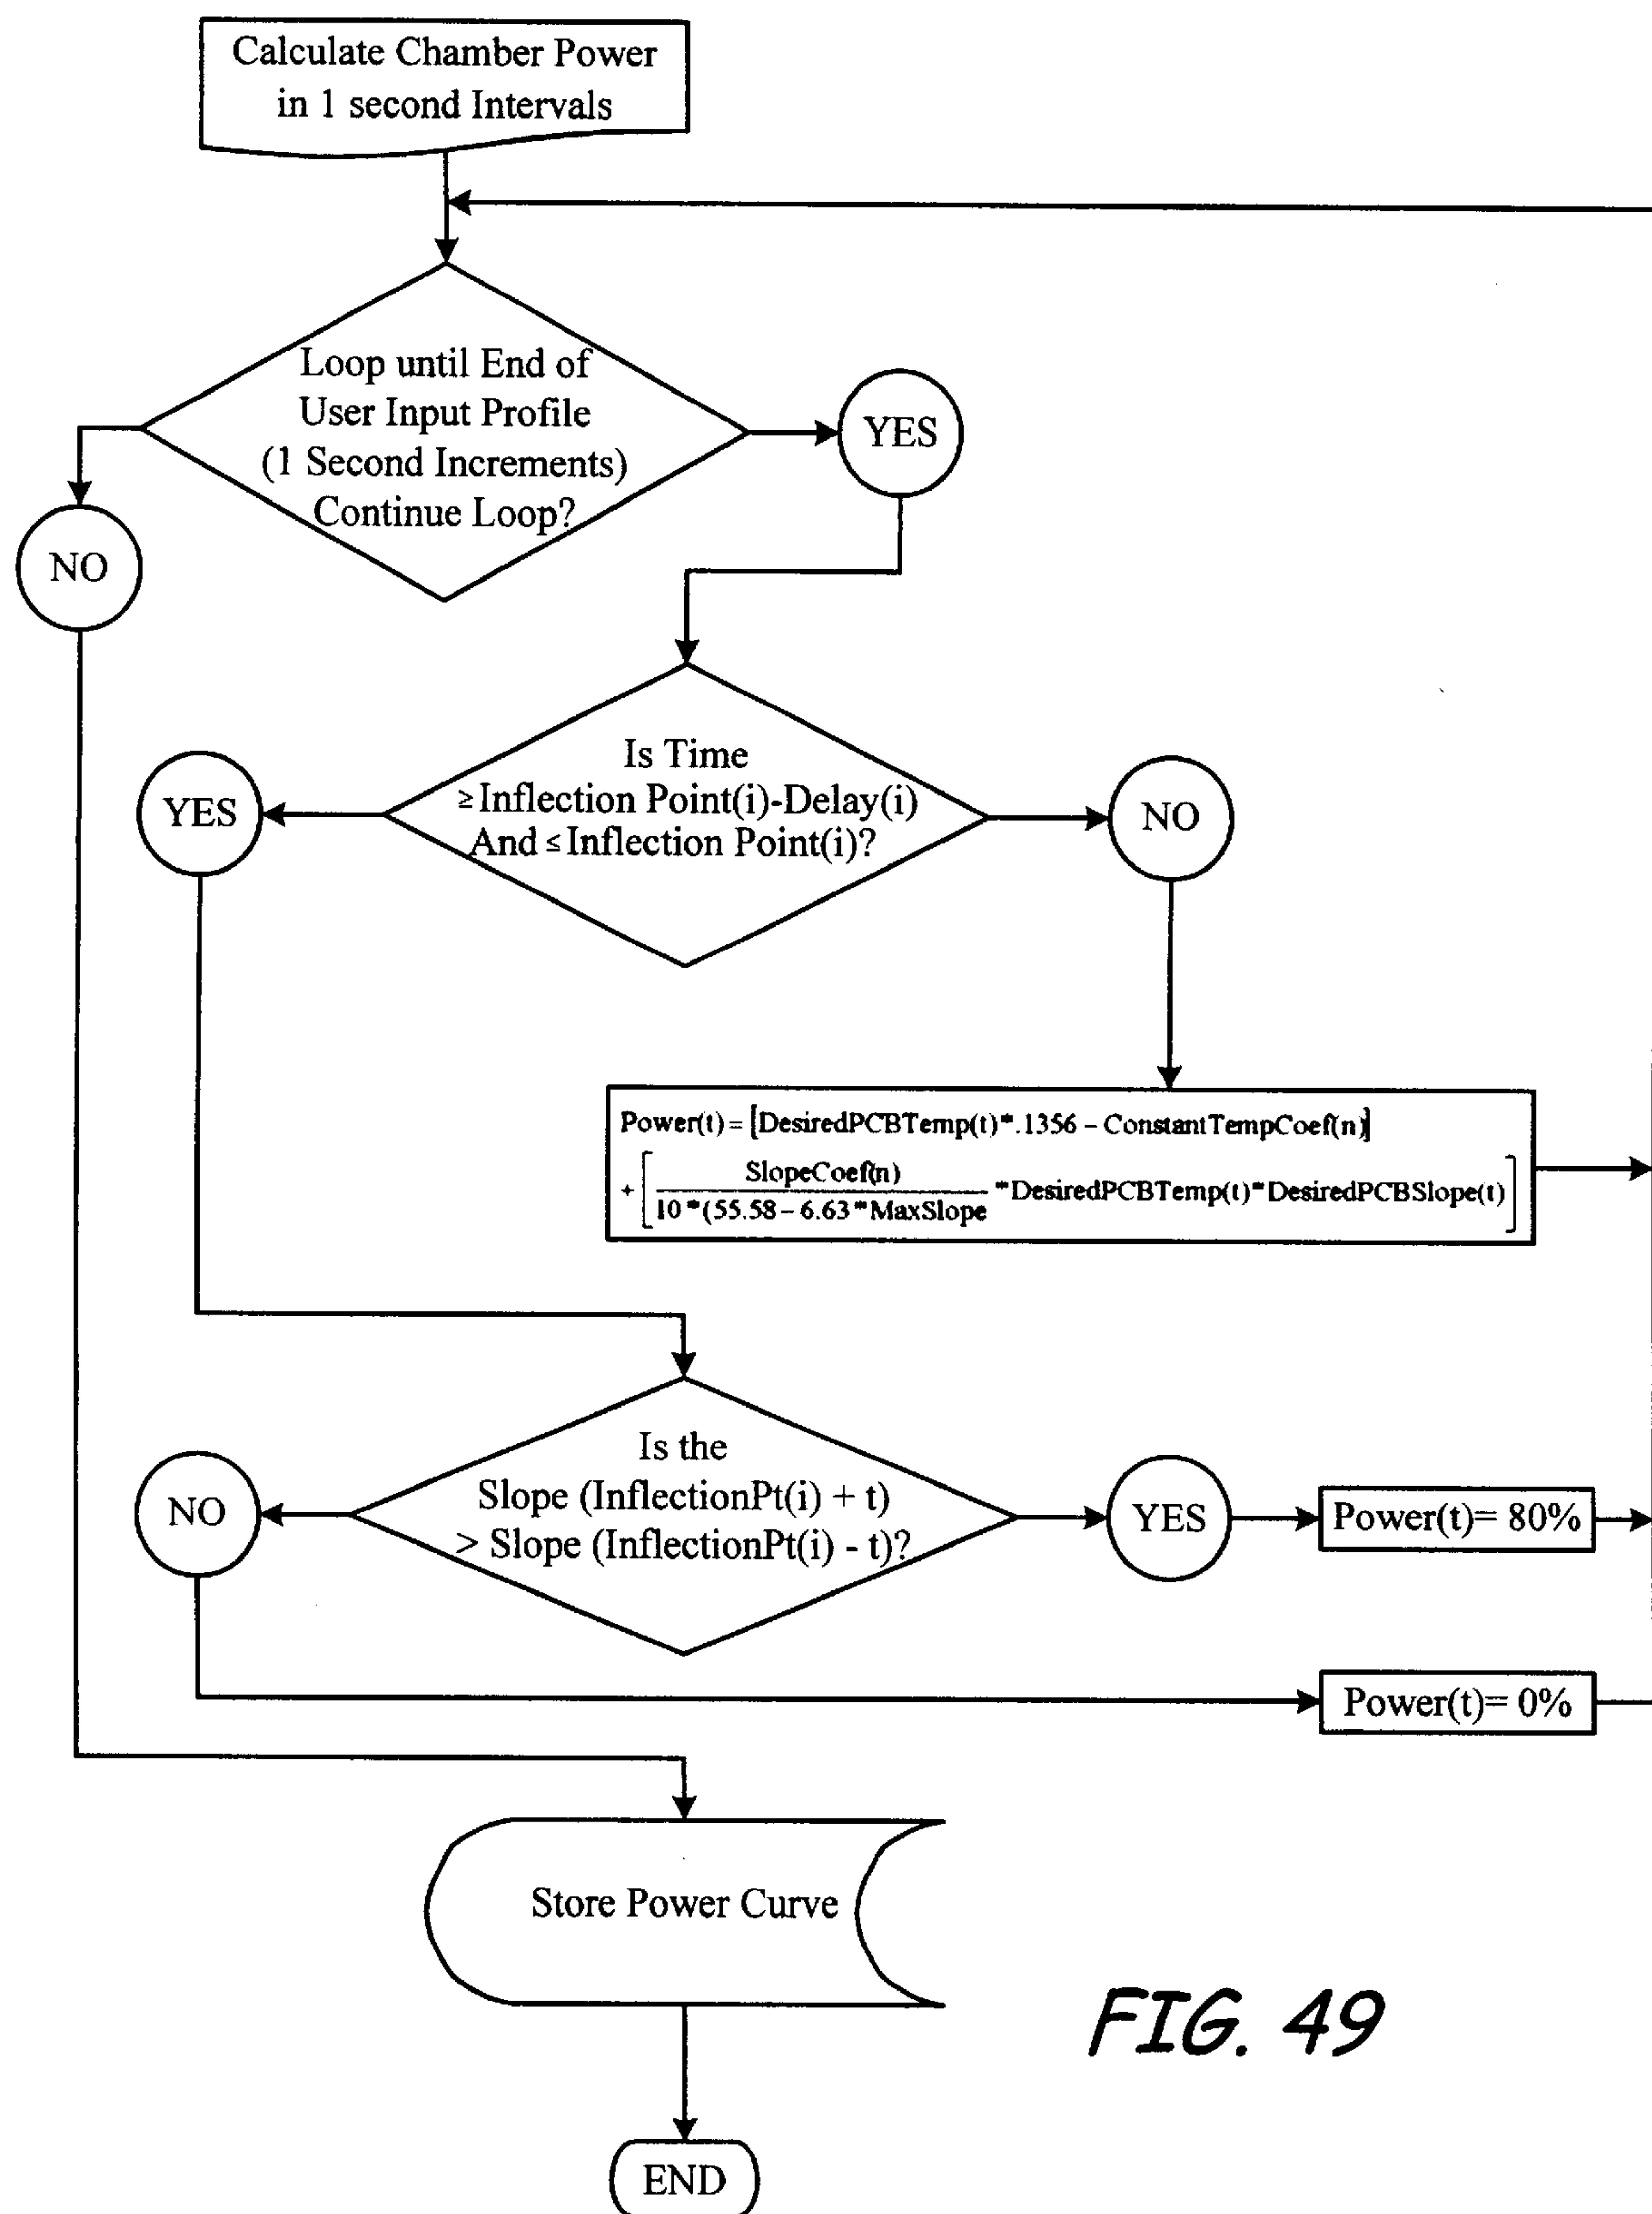 Calculate Chamber Power
in 1 second Intervals
Loop until End of
User Input Profile
(1 Second Increments)
Continue Loop?
YES
NO
Is Time
≥Inflection Point(i)-Delay(i)
And ≤Inflection Point(i)?
YES
NO
Power(t) = [DesiredPCBTemp(t)*.1356 – ConstantTempCoef(n)]
+ [ SlopeCoef(n)
10*(55.58 – 6.63*MaxSlope *DesiredPCBTemp(t)*DesiredPCBSlope(t) ]
Is the
Slope (InflectionPt(i) + t)
> Slope (InflectionPt(i) - t)?
NO
YES
Power(t)= 80%
Power(t)= 0%
Store Power Curve
FIG. 49
END